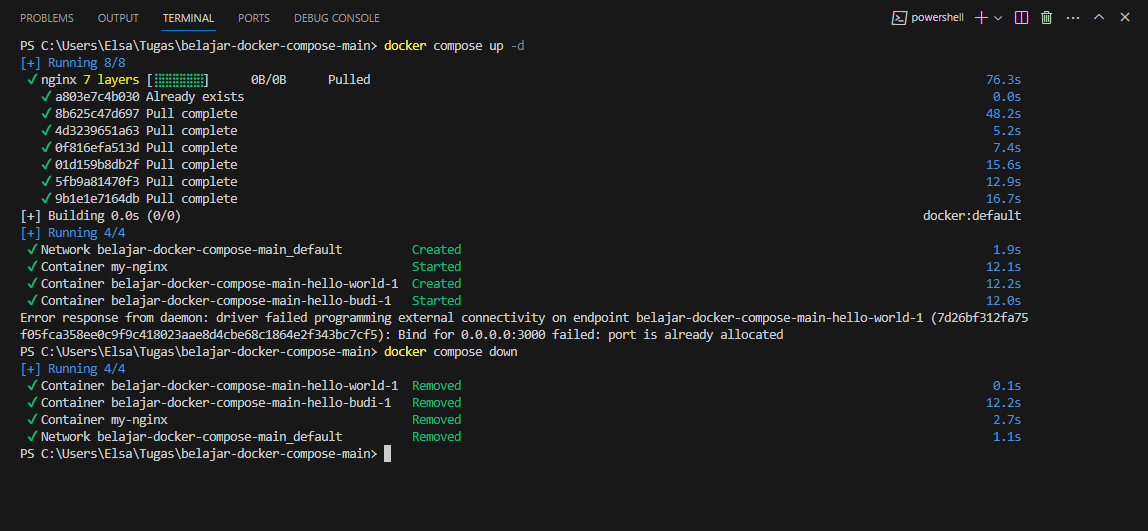 PROBLEMS OUTPUT TERMINAL PORTS DEBUG CONSOLE powershell
PS C:\Users\Elsa\Tugas\belajar-docker-compose-main> docker compose up -d
[+] Running 8/8
✔ nginx 7 layers [⣿⣿⣿⣿⣿⣿⣿] 0B/0B Pulled 76.3s
✔ a803e7c4b030 Already exists 0.0s
✔ 8b625c47d697 Pull complete 48.2s
✔ 4d3239651a63 Pull complete 5.2s
✔ 0f816efa513d Pull complete 7.4s
✔ 01d159b8db2f Pull complete 15.6s
✔ 5fb9a81470f3 Pull complete 12.9s
✔ 9b1e1e7164db Pull complete 16.7s
[+] Building 0.0s (0/0) docker:default
[+] Running 4/4
✔ Network belajar-docker-compose-main_default Created 1.9s
✔ Container my-nginx Started 12.1s
✔ Container belajar-docker-compose-main-hello-world-1 Created 12.2s
✔ Container belajar-docker-compose-main-hello-budi-1 Started 12.0s
Error response from daemon: driver failed programming external connectivity on endpoint belajar-docker-compose-main-hello-world-1 (7d26bf312fa75
f05fca358ee0c9f9c418023aae8d4cbe68c1864e2f343bc7cf5): Bind for 0.0.0.0:3000 failed: port is already allocated
PS C:\Users\Elsa\Tugas\belajar-docker-compose-main> docker compose down
[+] Running 4/4
✔ Container belajar-docker-compose-main-hello-world-1 Removed 0.1s
✔ Container belajar-docker-compose-main-hello-budi-1 Removed 12.2s
✔ Container my-nginx Removed 2.7s
✔ Network belajar-docker-compose-main_default Removed 1.1s
PS C:\Users\Elsa\Tugas\belajar-docker-compose-main>